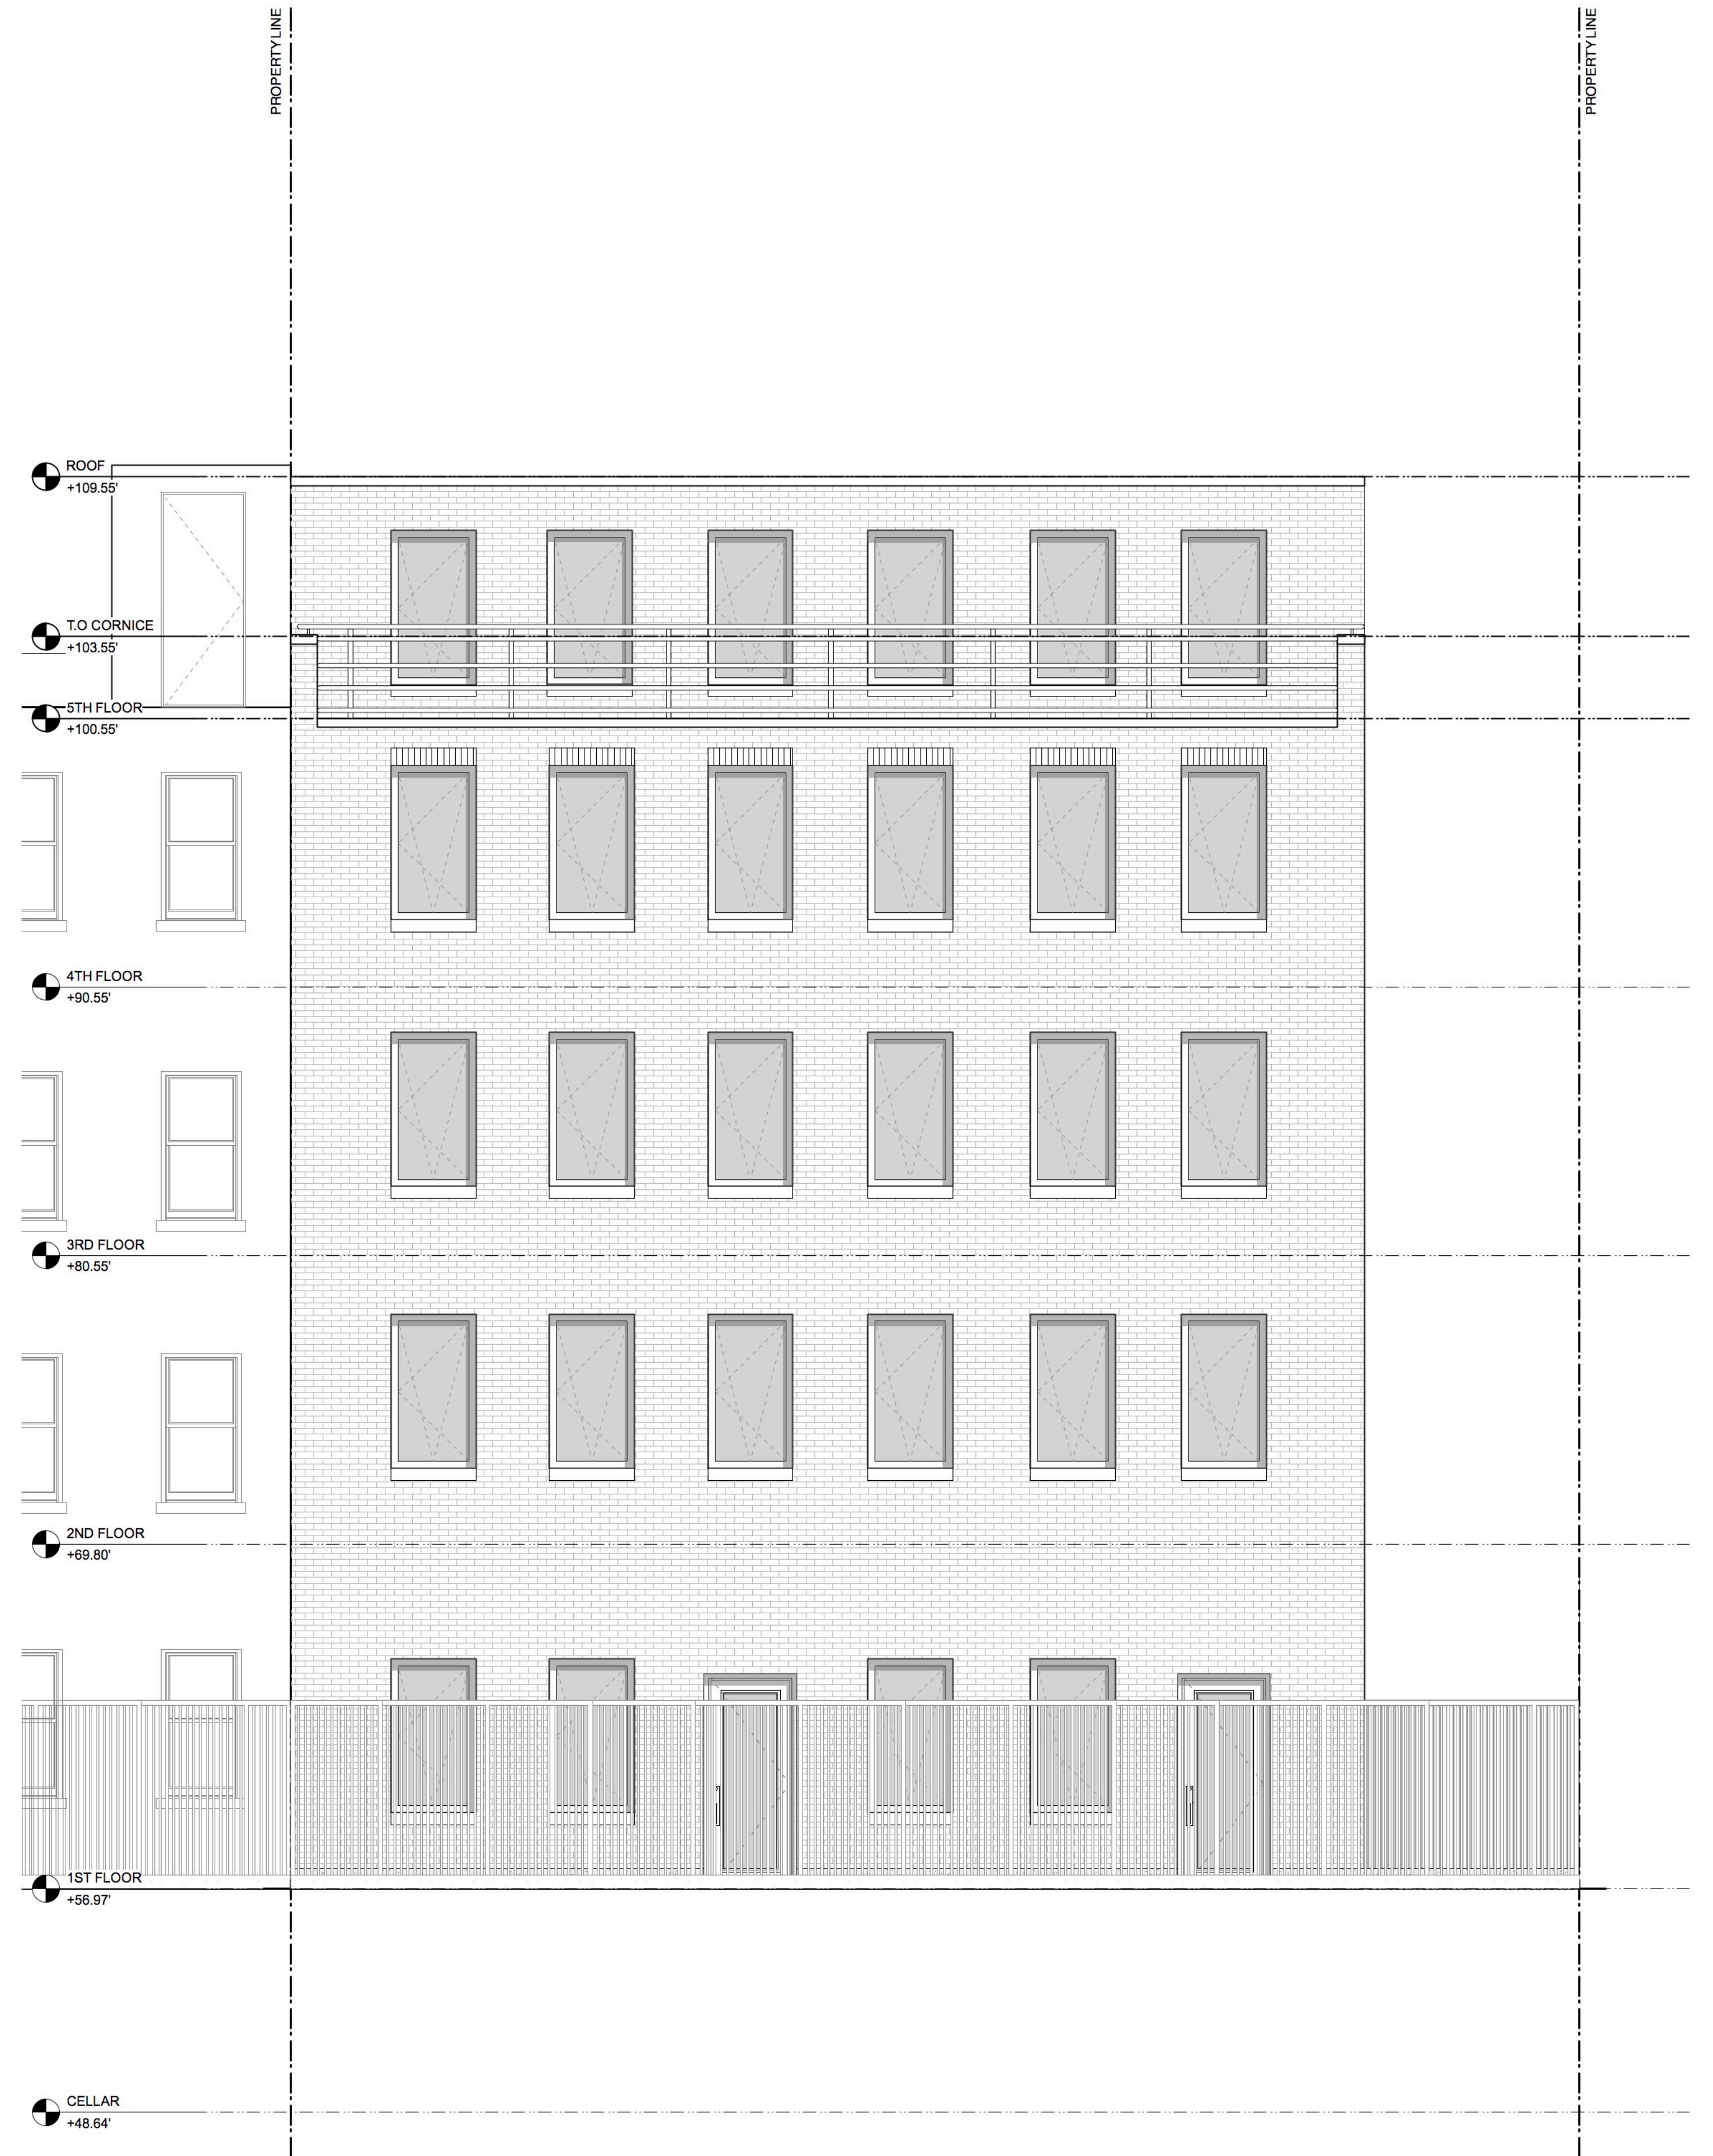 PROPERTY LINE
PROPERTY LINE
ROOF
+109.55'
T.O CORNICE
+103.55'
5TH FLOOR
+100.55'
4TH FLOOR
+90.55'
3RD FLOOR
+80.55'
2ND FLOOR
+69.80'
1ST FLOOR
+56.97'
CELLAR
+48.64'